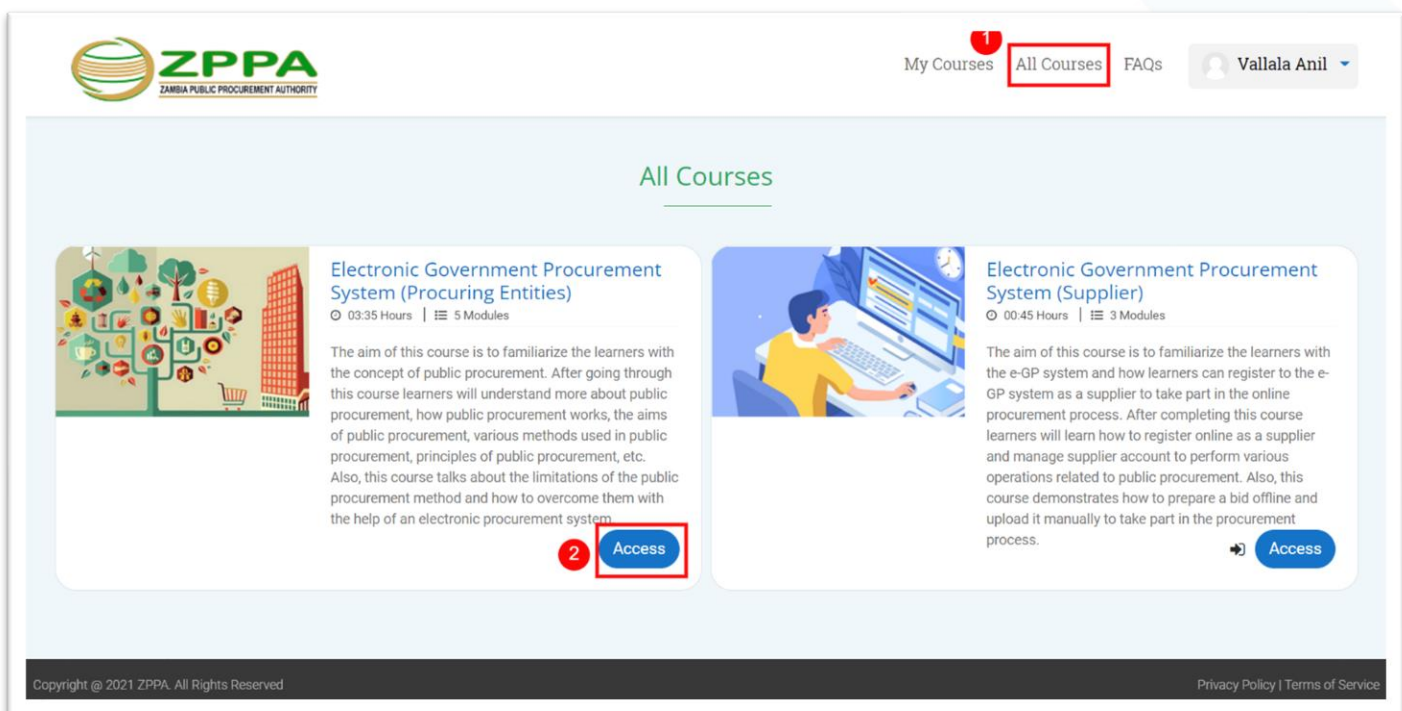 ZPPA
ZAMBIA PUBLIC PROCUREMENT AUTHORITY
1
My Courses All Courses FAQs Vallala Anil
All Courses
Electronic Government Procurement
System (Procuring Entities)
03:35 Hours | 5 Modules
The aim of this course is to familiarize the learners with
the concept of public procurement. After going through
this course learners will understand more about public
procurement, how public procurement works, the aims
of public procurement, various methods used in public
procurement, principles of public procurement, etc.
Also, this course talks about the limitations of the public
procurement method and how to overcome them with
the help of an electronic procurement system.
2 Access
Electronic Government Procurement
System (Supplier)
00:45 Hours | 3 Modules
The aim of this course is to familiarize the learners with
the e-GP system and how learners can register to the e-
GP system as a supplier to take part in the online
procurement process. After completing this course
learners will learn how to register online as a supplier
and manage supplier account to perform various
operations related to public procurement. Also, this
course demonstrates how to prepare a bid offline and
upload it manually to take part in the procurement
process.
Access
Copyright @ 2021 ZPPA. All Rights Reserved
Privacy Policy | Terms of Service